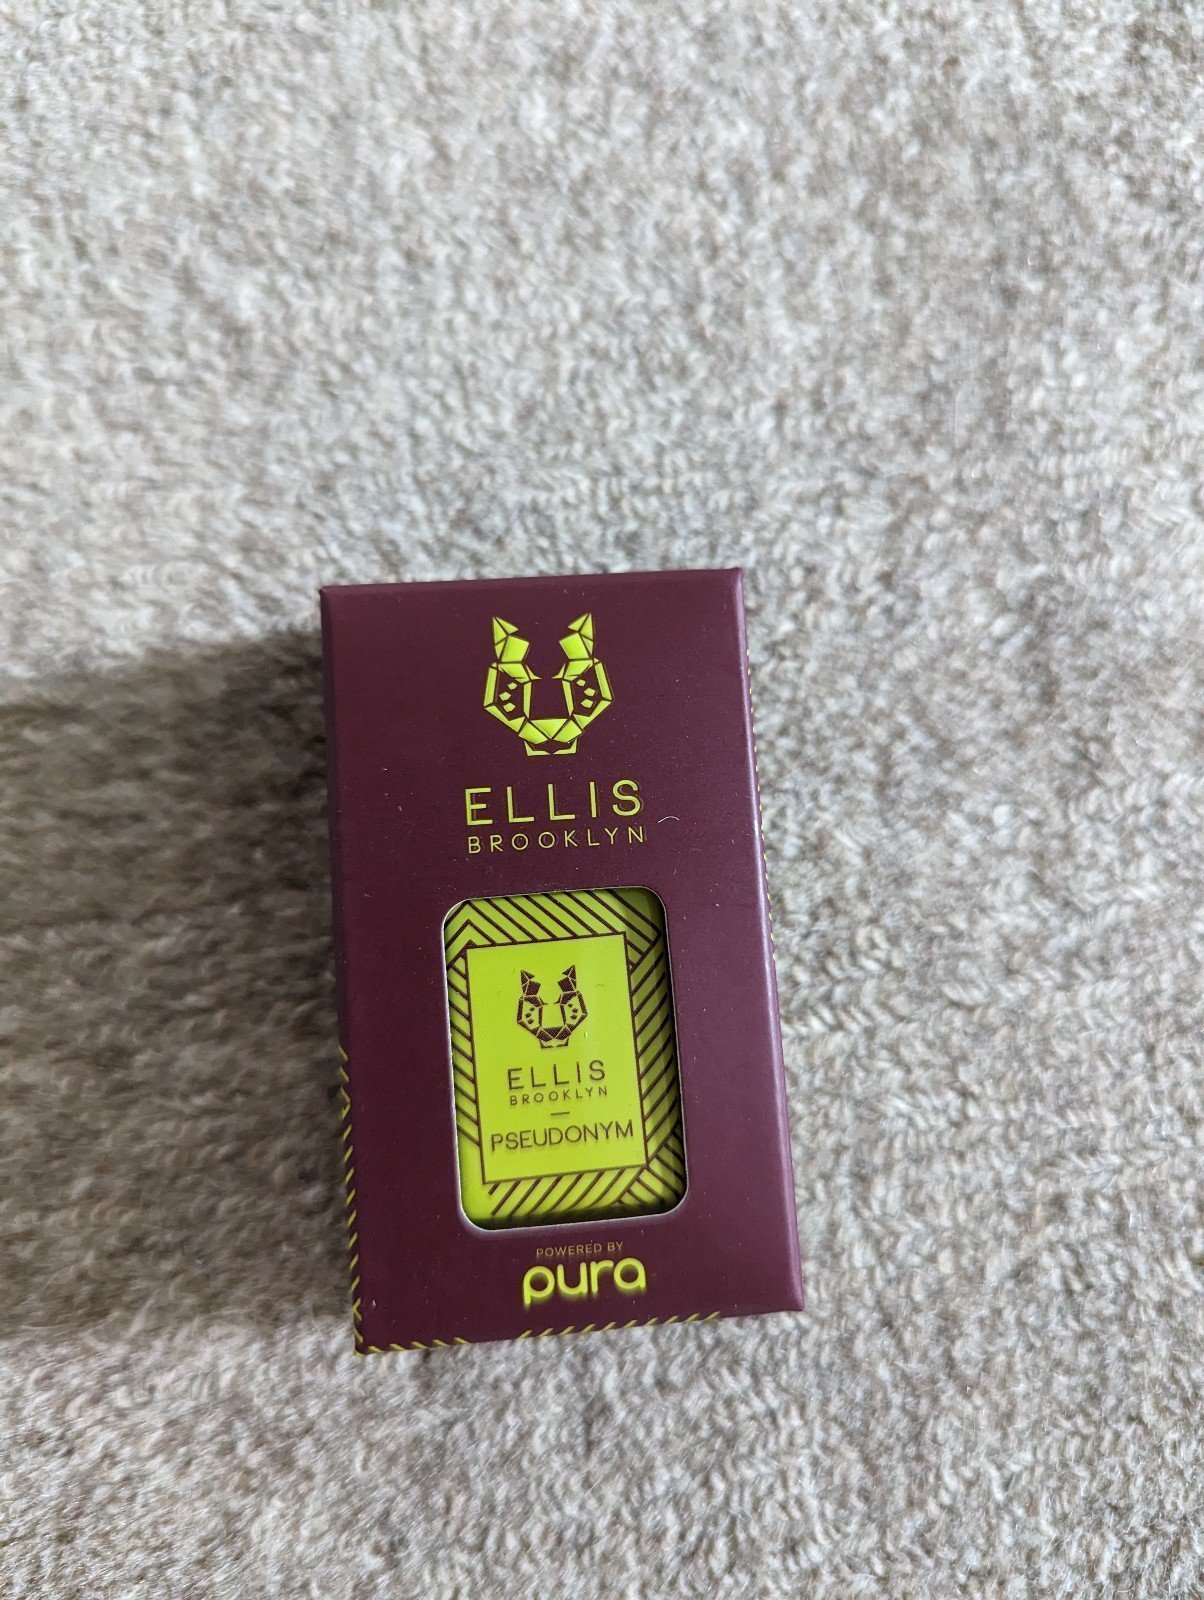 ELLIS
BROOKLYN
ELLIS
BROOKLYN
PSEUDONYM
POWERED BY
pura